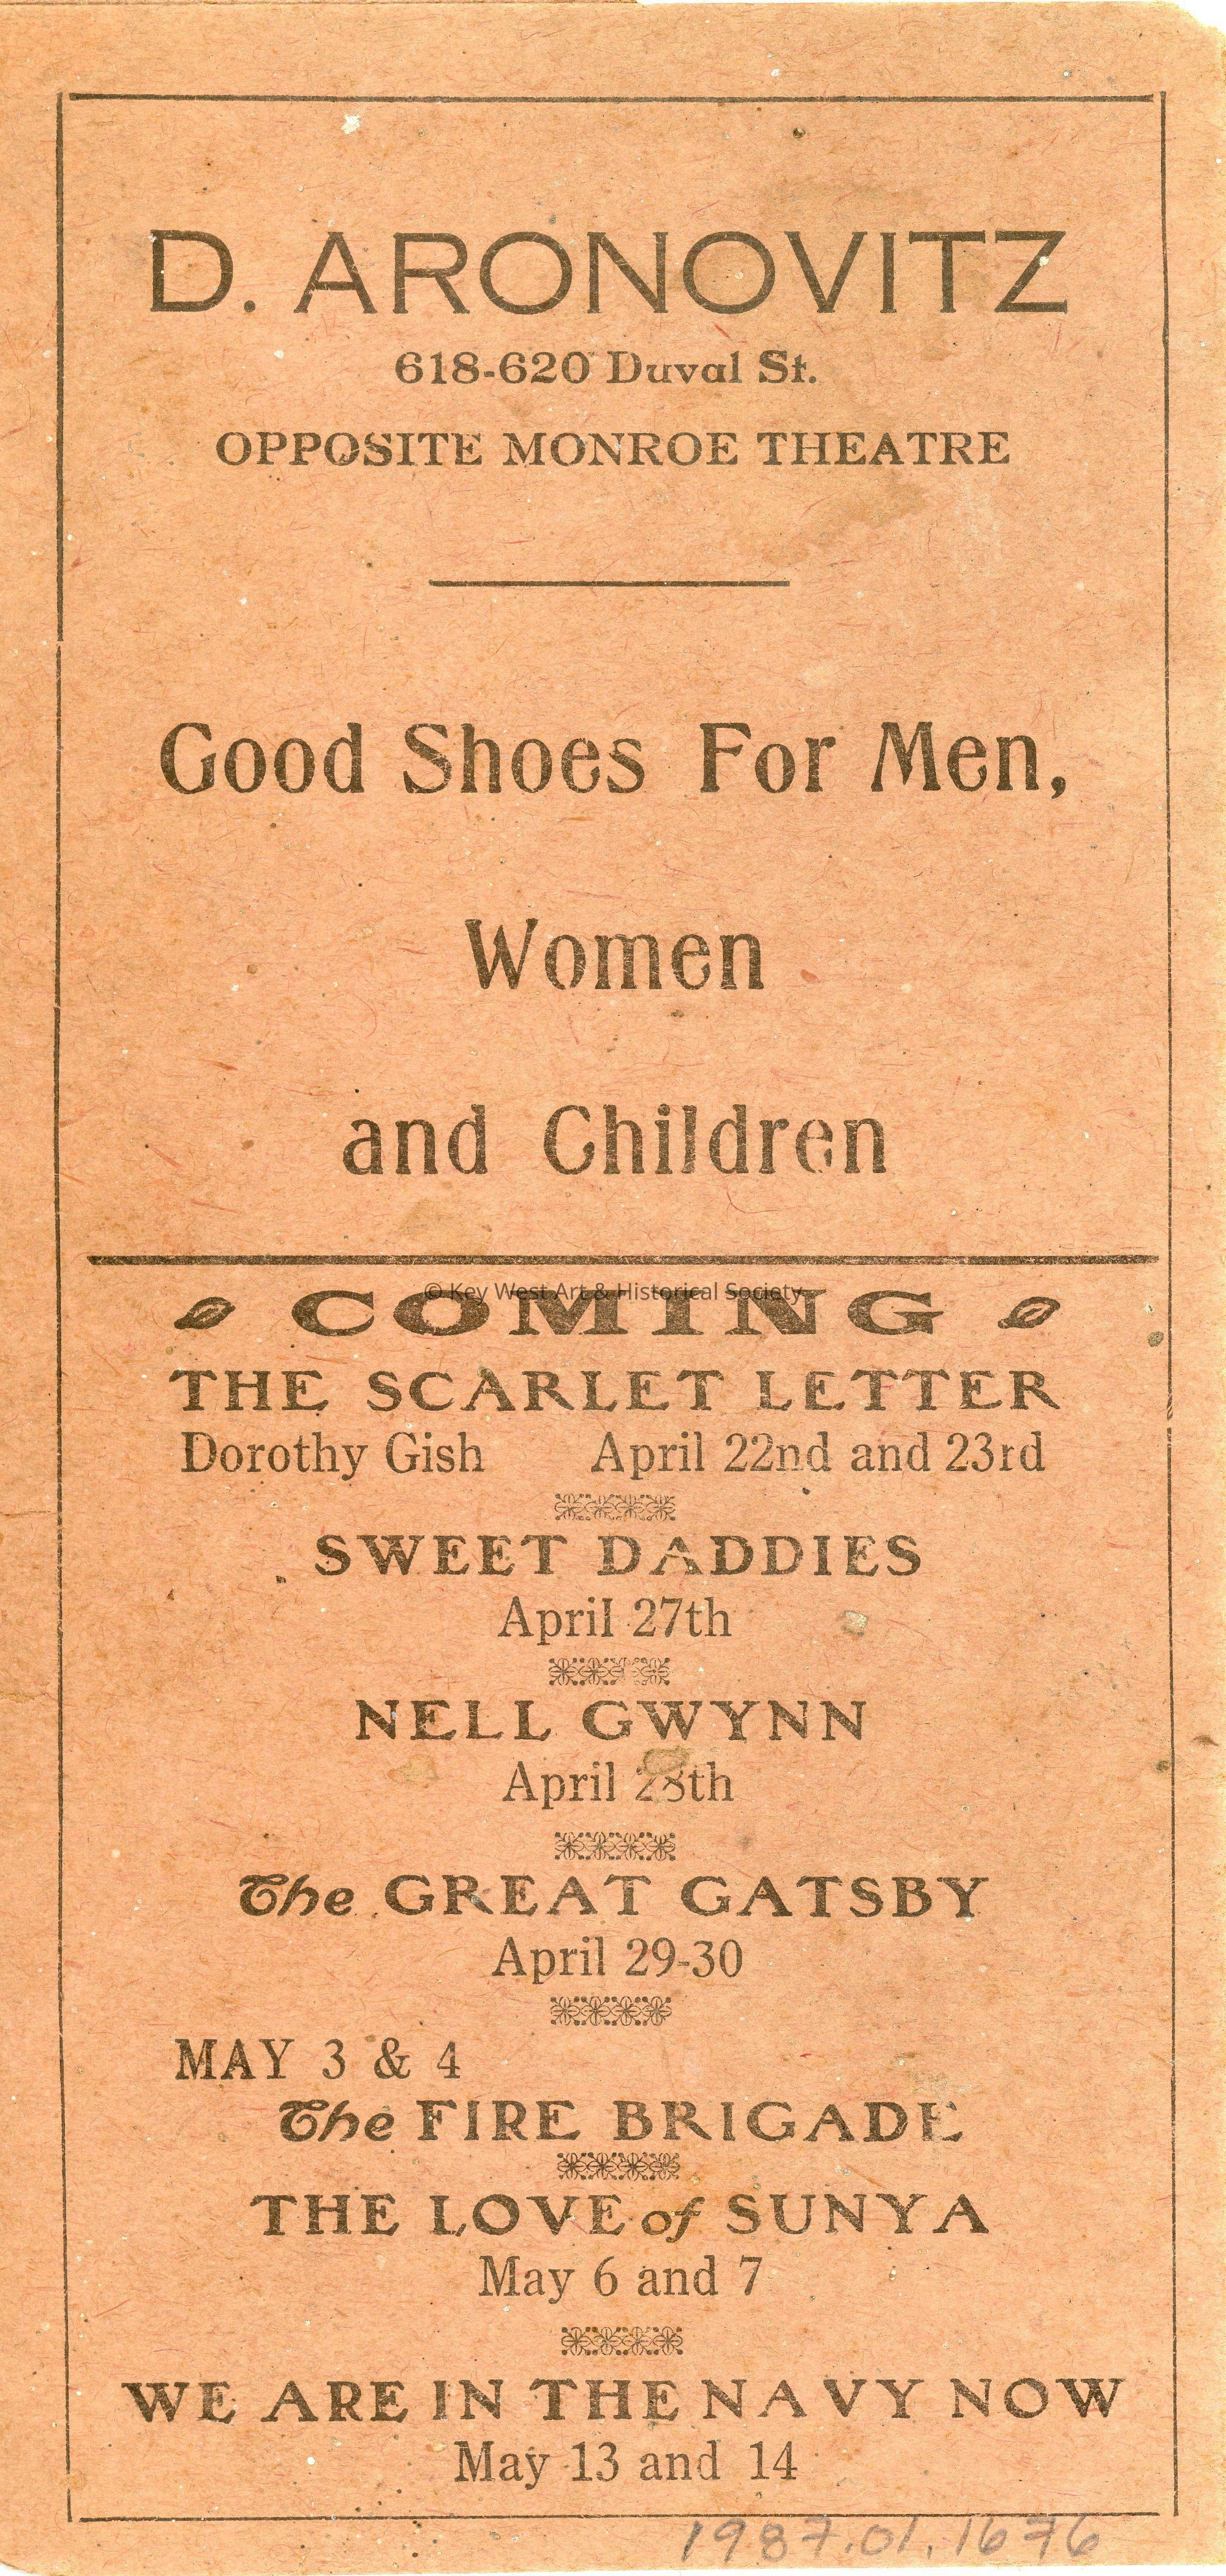 D. ARONOVITZ
618-620 Duval St.
OPPOSITE MONROE THEATRE
Good Shoes For Men,
Women
and Children
© Key West Art & Historical Society
COMING
THE SCARLET LETTER
Dorothy Gish April 22nd and 23rd
SWEET DADDIES
April 27th
NELL GWYNN
April 28th
The GREAT GATSBY
April 29-30
MAY 3 & 4
The FIRE BRIGADE
THE LOVE of SUNYA
May 6 and 7
WE ARE IN THE NAVY NOW
May 13 and 14
1987.01.1676